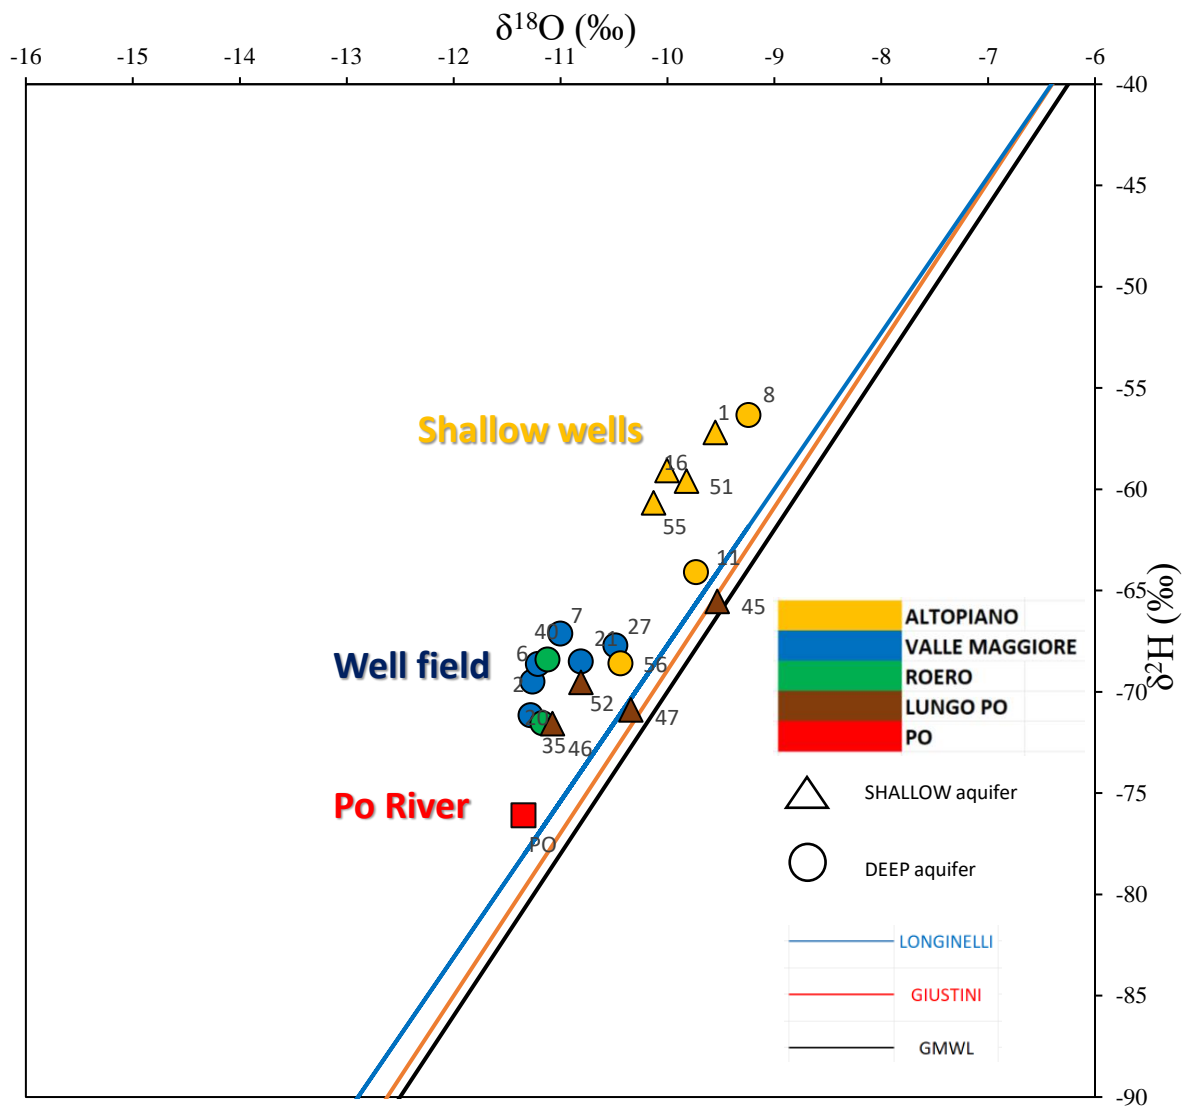 δ18O (‰)
-16 -15 -14 -13 -12 -11 -10 -9 -8 -7 -6
-40
-45
-50
-55
8
1
Shallow wells
16
51
-60
55
11
-65
45
7
27
40
21
6
Well field
56
δ2H (‰)
2
-70
52
47
35
46
ALTOPIANO
VALLE MAGGIORE
ROERO
LUNGO PO
PO
Po River
SHALLOW aquifer
-75
PO
DEEP aquifer
-80
LONGINELLI
-85
GIUSTINI
GMWL
-90